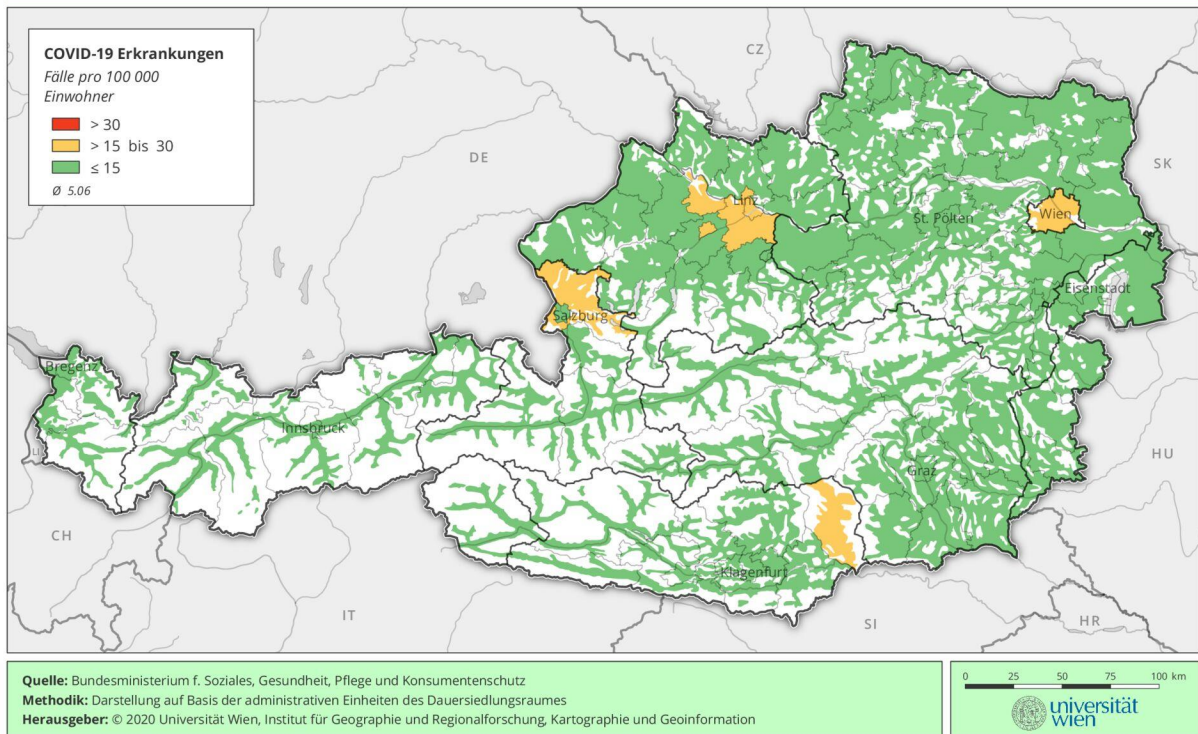 COVID-19 Erkrankungen
Fälle pro 100 000
Einwohner
> 30
> 15 bis 30
≤ 15
Ø 5.06
CZ
DE
SK
Linz
St. Pölten
Wien
Eisenstadt
Salzburg
Bregenz
Innsbruck
LI
Graz
HU
CH
Klagenfurt
IT
SI
HR
Quelle: Bundesministerium f. Soziales, Gesundheit, Pflege und Konsumentenschutz
Methodik: Darstellung auf Basis der administrativen Einheiten des Dauersiedlungsraumes
Herausgeber: © 2020 Universität Wien, Institut für Geographie und Regionalforschung, Kartographie und Geoinformation
0 25 50 75 100 km
universität
wien